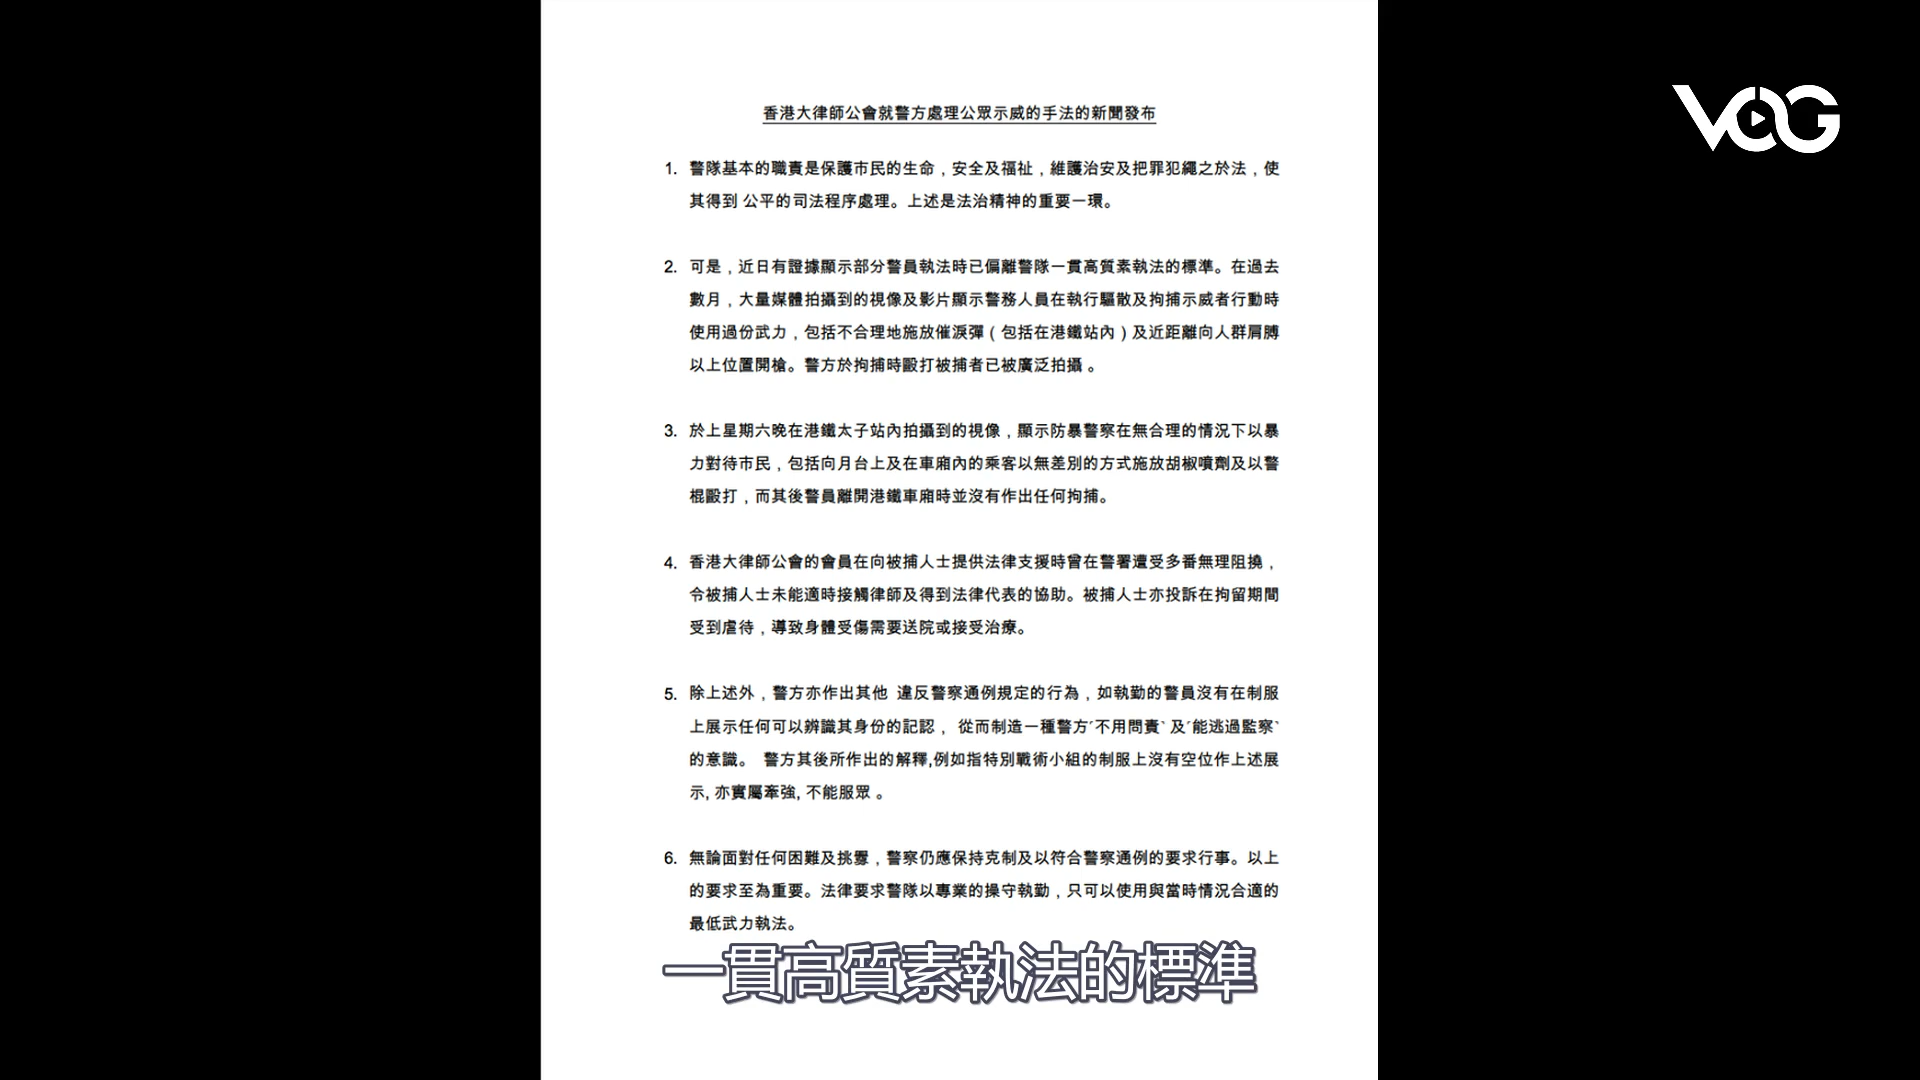 VOG
香港大律師公會就警方處理公眾示威的手法的新聞發布
1. 警隊基本的職責是保護市民的生命，安全及福祉，維護治安及把罪犯繩之於法，使
其得到 公平的司法程序處理。上述是法治精神的重要一環。
2. 可是，近日有證據顯示部分警員執法時已偏離警隊一貫高質素執法的標準。在過去
數月，大量媒體拍攝到的視像及影片顯示警務人員在執行驅散及拘捕示威者行動時
使用過份武力，包括不合理地施放催淚彈（包括在港鐵站內）及近距離向人群肩膊
以上位置開槍。警方於拘捕時毆打被捕者已被廣泛拍攝 。
3. 於上星期六晚在港鐵太子站內拍攝到的視像，顯示防暴警察在無合理的情況下以暴
力對待市民，包括向月台上及在車廂內的乘客以無差別的方式施放胡椒噴劑及以警
棍毆打，而其後警員離開港鐵車廂時並沒有作出任何拘捕。
4. 香港大律師公會的會員在向被捕人士提供法律支援時曾在警署遭受多番無理阻撓，
令被捕人士未能適時接觸律師及得到法律代表的協助。被捕人士亦投訴在拘留期間
受到虐待，導致身體受傷需要送院或接受治療。
5. 除上述外，警方亦作出其他 違反警察通例規定的行為，如執勤的警員沒有在制服
上展示任何可以辨識其身份的記認， 從而制造一種警方ˊ不用問責ˋ 及ˊ能逃過監察ˋ
的意識。 警方其後所作出的解釋,例如指特別戰術小組的制服上沒有空位作上述展
示, 亦實屬牽強, 不能服眾 。
6. 無論面對任何困難及挑釁，警察仍應保持克制及以符合警察通例的要求行事。以上
的要求至為重要。法律要求警隊以專業的操守執勤，只可以使用與當時情況合適的
最低武力執法。
一貫高質素執法的標準